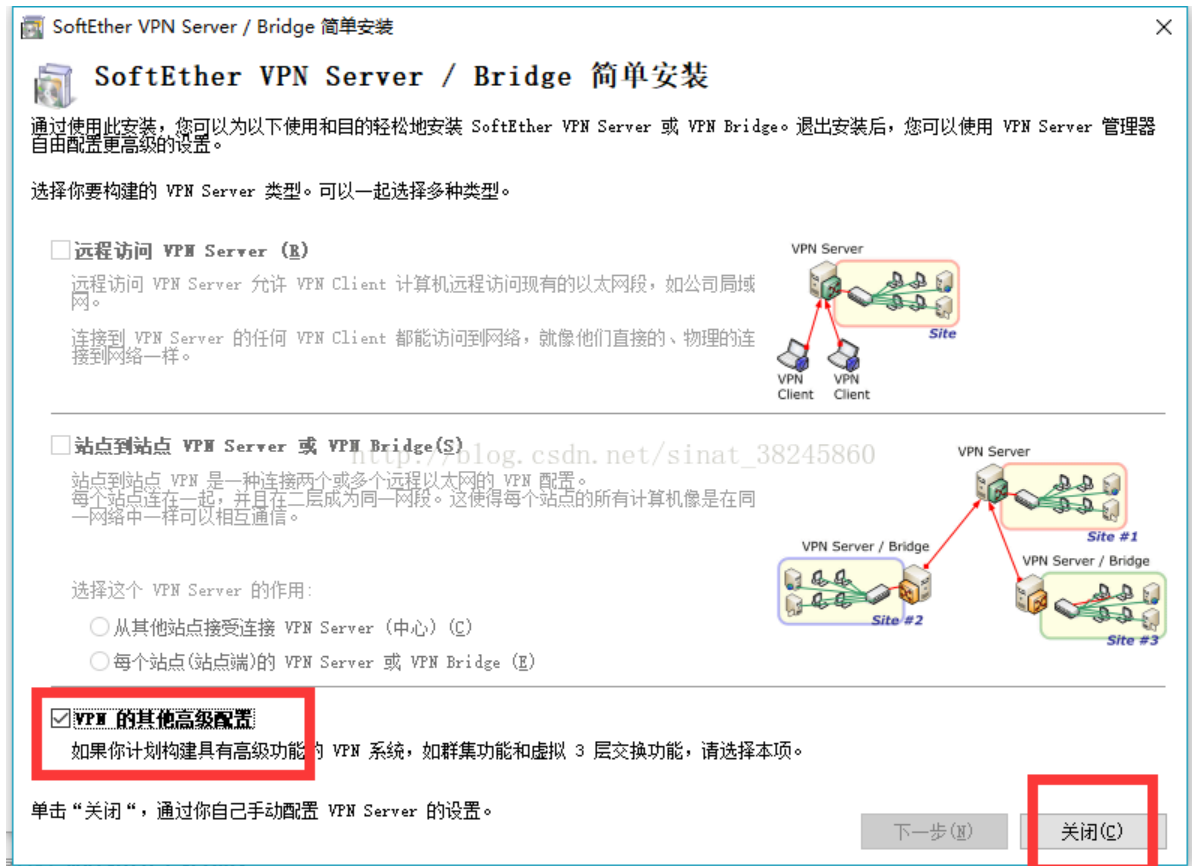 SoftEther VPN Server / Bridge 简单安装
SoftEther VPN Server / Bridge 简单安装
通过使用此安装，您可以为以下使用和目的轻松地安装 SoftEther VPN Server 或 VPN Bridge。退出安装后，您可以使用 VPN Server 管理器
自由配置更高级的设置。
选择你要构建的 VPN Server 类型。可以一起选择多种类型。
远程访问 VPN Server (R)
远程访问 VPN Server 允许 VPN Client 计算机远程访问现有的以太网段，如公司局域
网。
连接到 VPN Server 的任何 VPN Client 都能访问到网络，就像他们直接的、物理的连
接到网络一样。
VPN Server
Site
VPN Client
VPN Client
站点到站点 VPN Server 或 VPN Bridge(S)
http://blog.csdn.net/sinat_38245860
站点到站点 VPN 是一种连接两个或多个远程以太网的 VPN 配置。
每个站点连在一起，并且在二层成为同一网段。这使得每个站点的所有计算机像是在同
一网络中一样可以相互通信。
选择这个 VPN Server 的作用:
从其他站点接受连接 VPN Server (中心) (C)
每个站点(站点端)的 VPN Server 或 VPN Bridge (E)
VPN Server
Site #1
VPN Server / Bridge
Site #2
VPN Server / Bridge
Site #3
VPN 的其他高级配置
如果你计划构建具有高级功能的 VPN 系统，如群集功能和虚拟 3 层交换功能，请选择本项。
单击“关闭“，通过你自己手动配置 VPN Server 的设置。
下一步(N)
关闭(C)